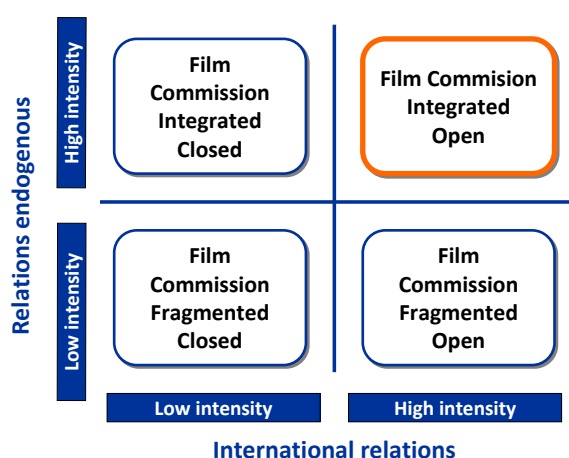 Relations endogenous
High intensity
Film
Commission
Integrated
Closed
Film Commision
Integrated
Open
Low intensity
Film
Commission
Fragmented
Closed
Film
Commission
Fragmented
Open
Low intensity
High intensity
International relations